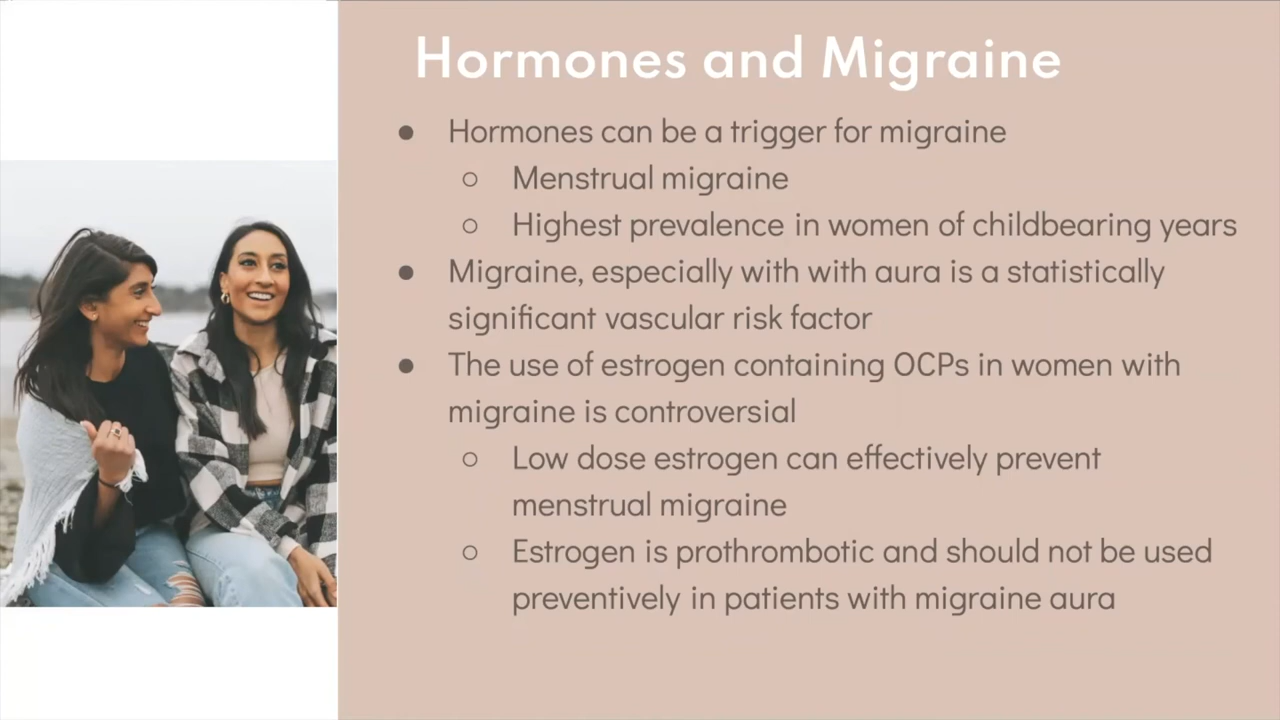 Hormones and Migraine
● Hormones can be a trigger for migraine
○ Menstrual migraine
○ Highest prevalence in women of childbearing years
● Migraine, especially with with aura is a statistically
significant vascular risk factor
● The use of estrogen containing OCPs in women with
migraine is controversial
○ Low dose estrogen can effectively prevent
menstrual migraine
○ Estrogen is prothrombotic and should not be used
preventively in patients with migraine aura